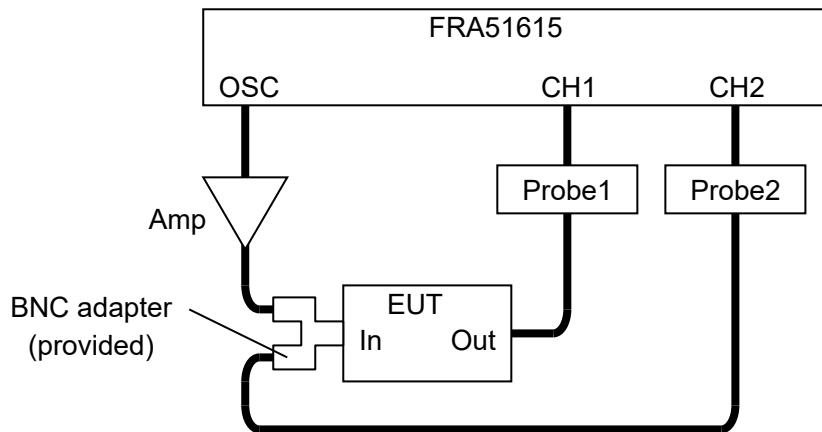 FRA51615
OSC CH1 CH2
Probe1 Probe2
Amp
BNC adapter
(provided)
EUT
In Out